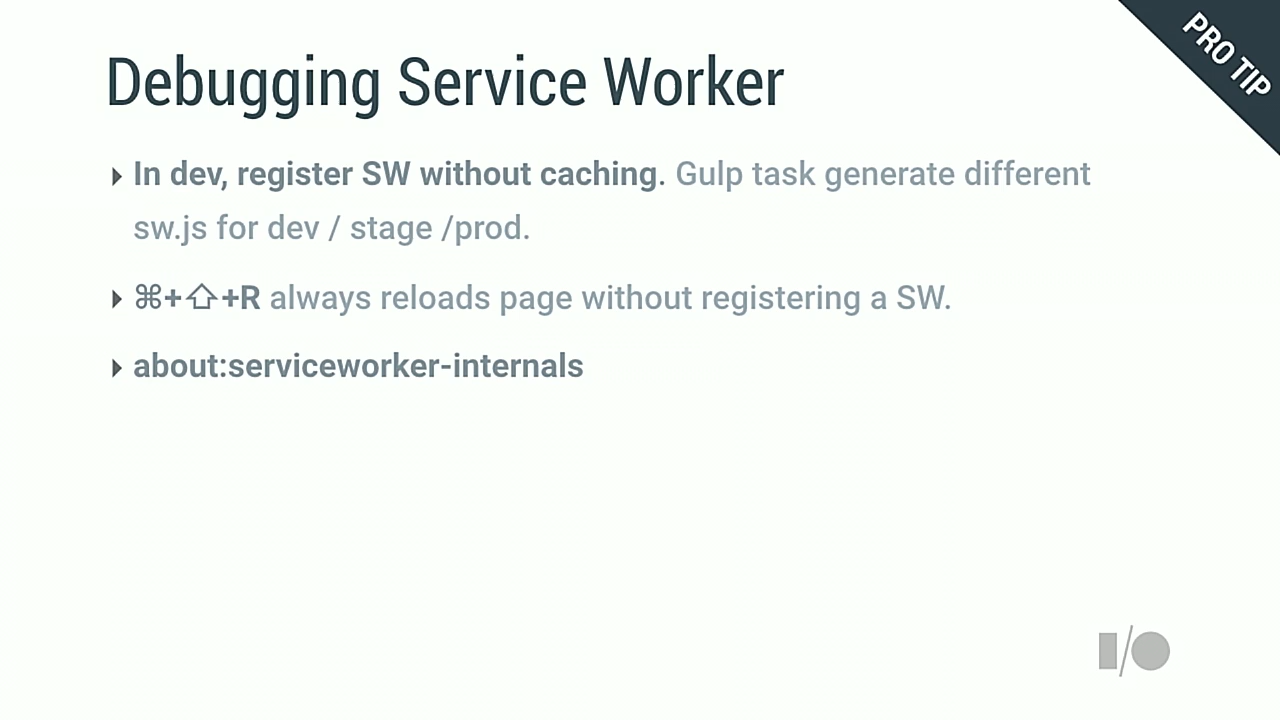 PRO TIP
Debugging Service Worker
In dev, register SW without caching. Gulp task generate different
sw.js for dev / stage /prod.
⌘+⇧+R always reloads page without registering a SW.
about:serviceworker-internals
I/O